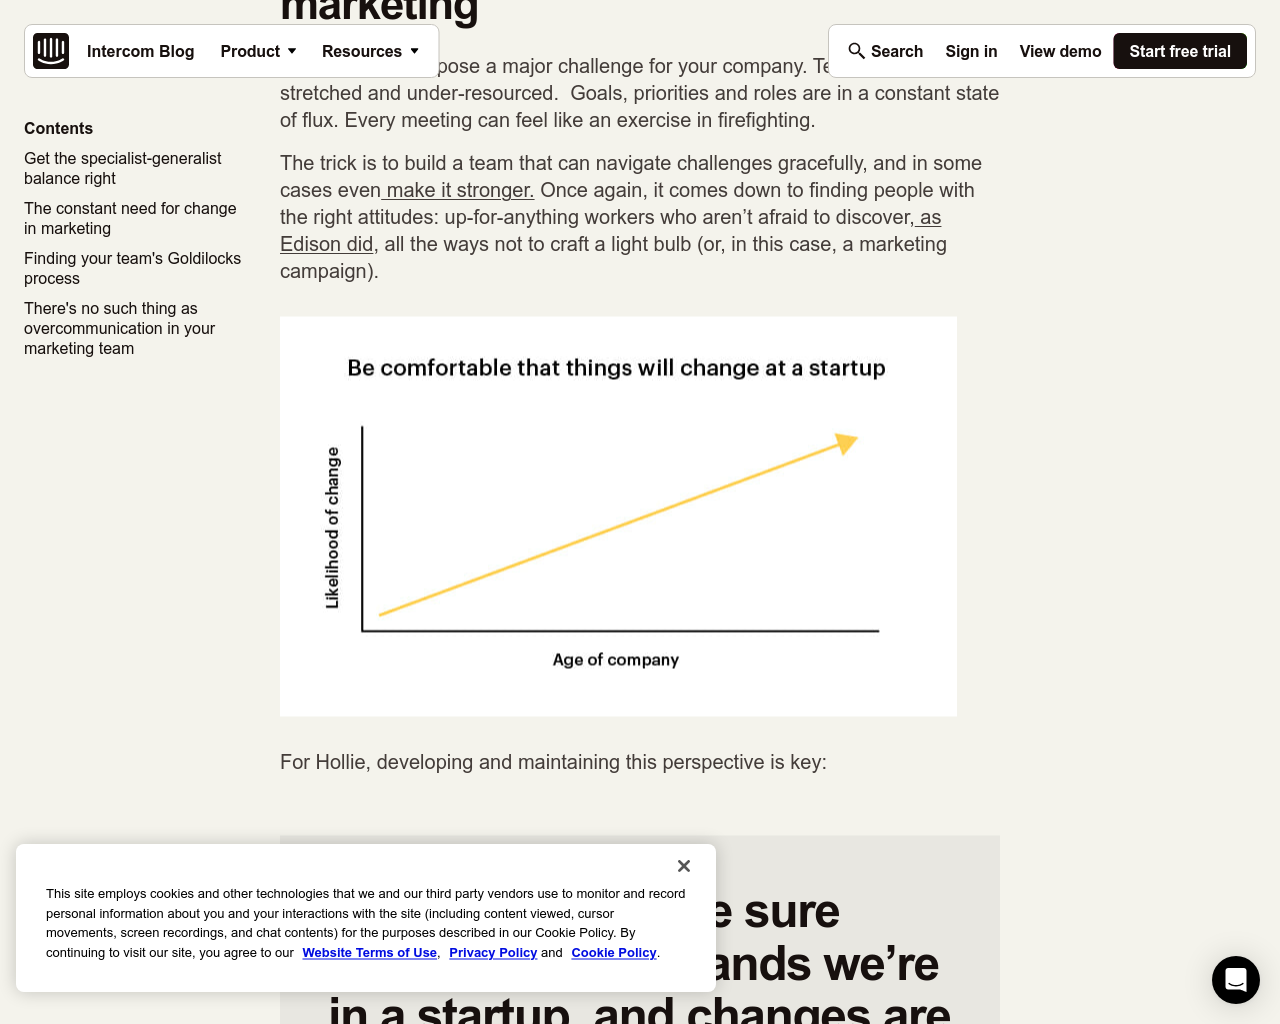 marketing
Intercom Blog
Product
Resources
Search
Sign in
View demo
Start free trial
Contents
Get the specialist-generalist
balance right
The constant need for change
in marketing
Finding your team's Goldilocks
process
There's no such thing as
overcommunication in your
marketing team
pose a major challenge for your company.
stretched and under-resourced.  Goals, priorities and roles are in a constant state
of flux. Every meeting can feel like an exercise in firefighting.
The trick is to build a team that can navigate challenges gracefully, and in some
cases even make it stronger. Once again, it comes down to finding people with
the right attitudes: up-for-anything workers who aren’t afraid to discover, as
Edison did, all the ways not to craft a light bulb (or, in this case, a marketing
campaign).
Be comfortable that things will change at a startup
Likelihood of change
Age of company
For Hollie, developing and maintaining this perspective is key:
sure
we’re
in a startup, and changes are
This site employs cookies and other technologies that we and our third party vendors use to monitor and record
personal information about you and your interactions with the site (including content viewed, cursor
movements, screen recordings, and chat contents) for the purposes described in our Cookie Policy. By
continuing to visit our site, you agree to our Website Terms of Use, Privacy Policy and Cookie Policy.